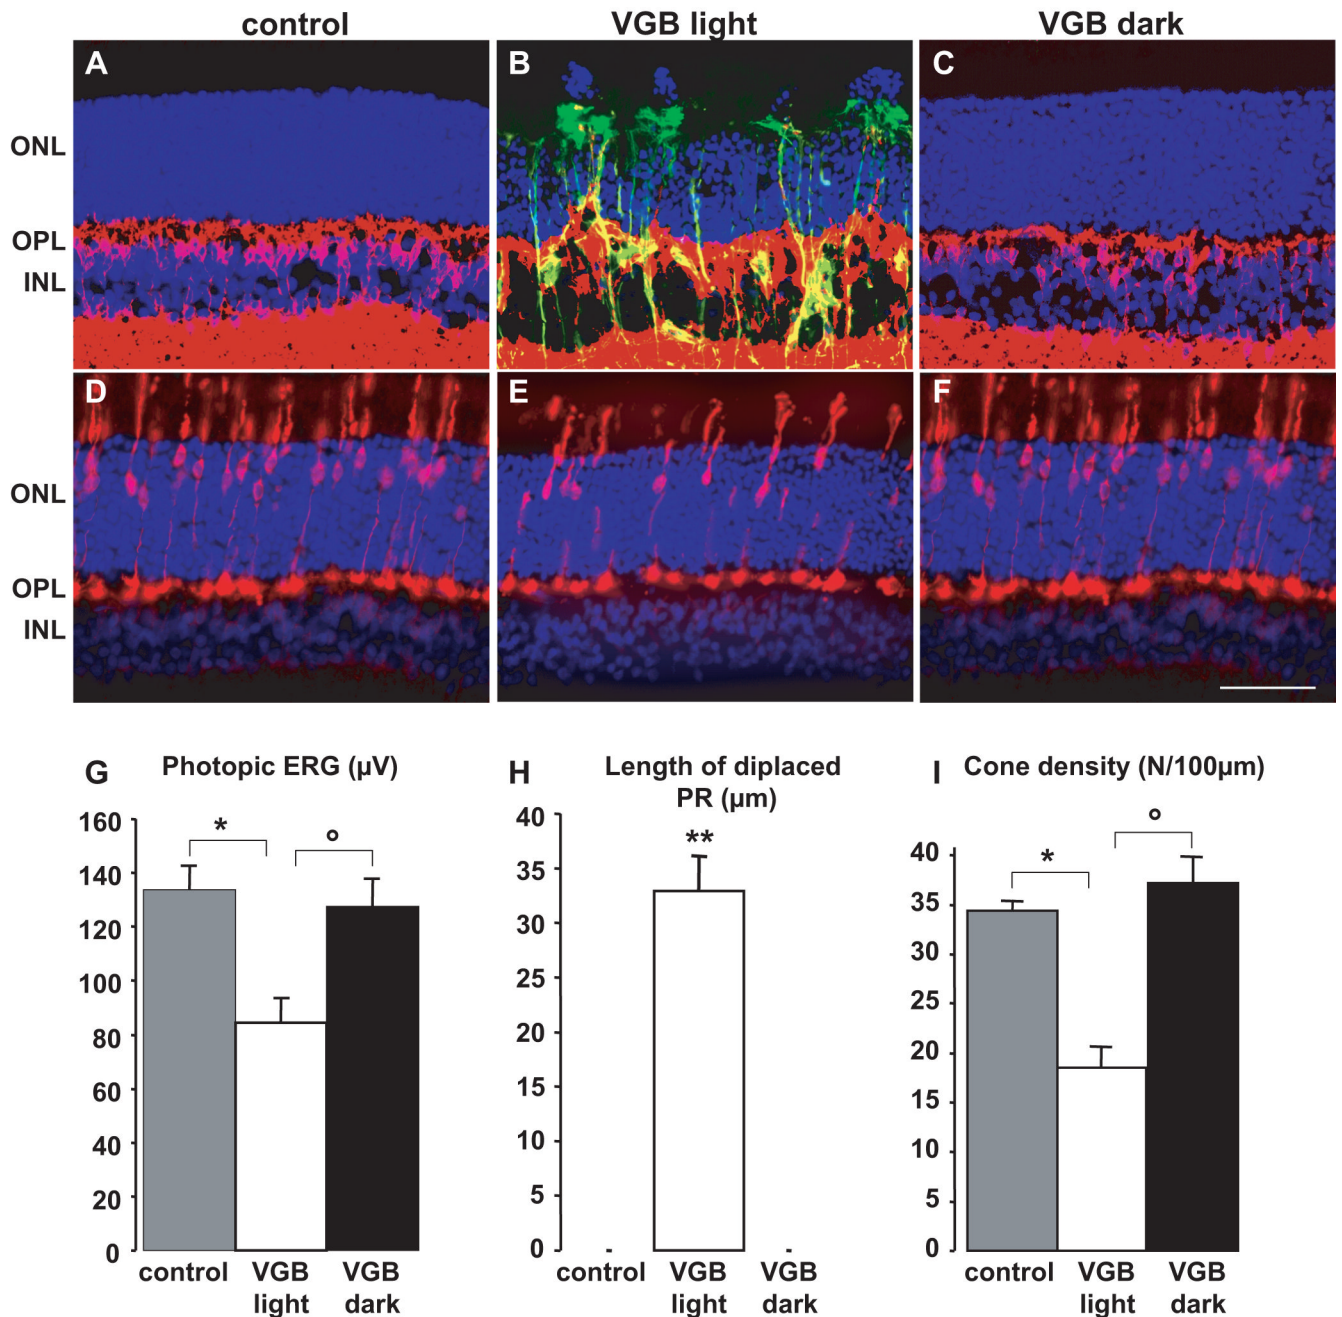 control VGB light VGB dark
A B C
ONL
OPL
INL
D E F
ONL
OPL
INL
G Photopic ERG (µV)
160
140
120
100
80
60
40
20
0
* °
control VGB light VGB dark
H Length of diplaced
PR (µm)
40
35
30
25
20
15
10
5
0
**
control VGB light VGB dark
I Cone density (N/100µm)
40
35
30
25
20
15
10
5
0
* °
control VGB light VGB dark